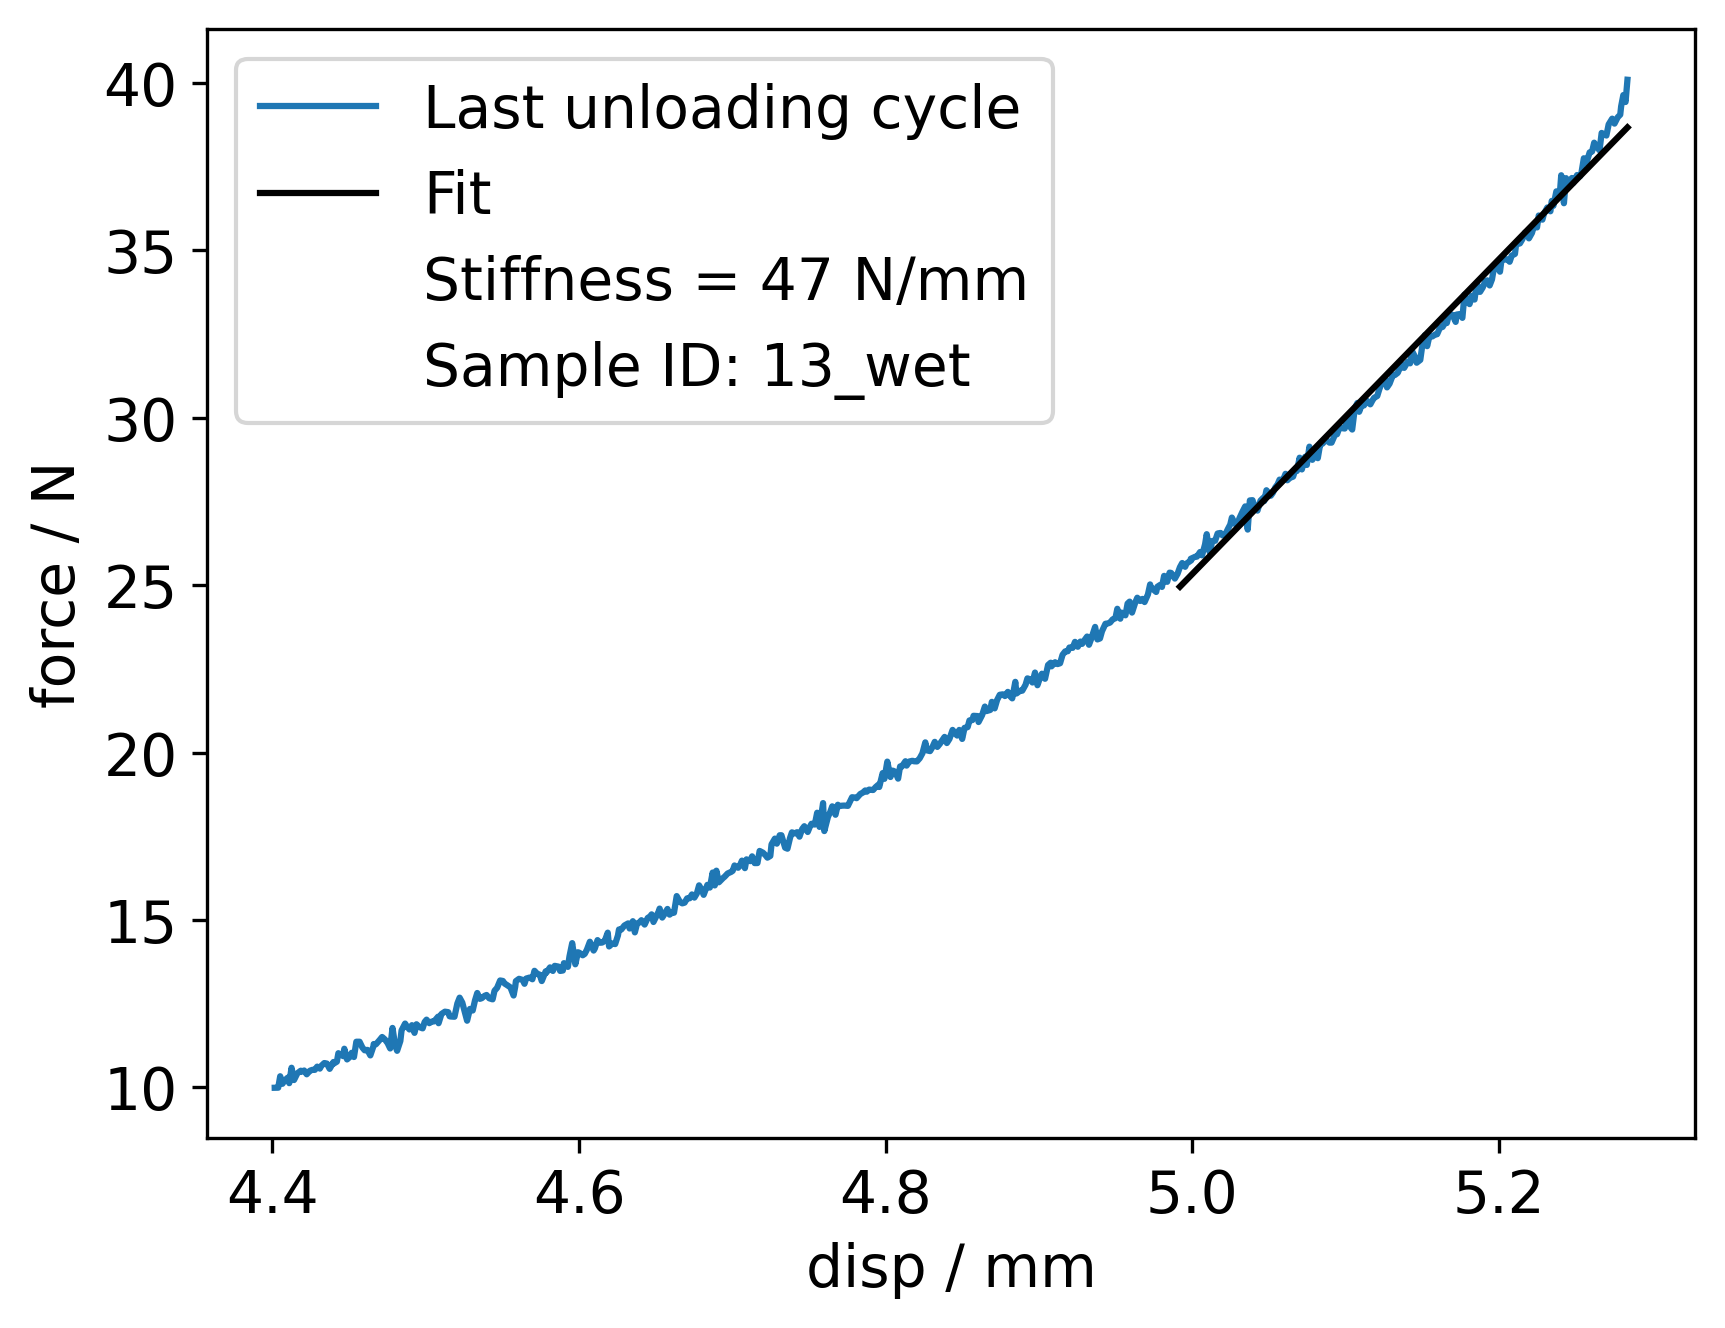 Last unloading cycle
Fit
Stiffness = 47 N/mm
Sample ID: 13_wet
40
35
30
25
20
15
10
force / N
4.4 4.6 4.8 5.0 5.2
disp / mm